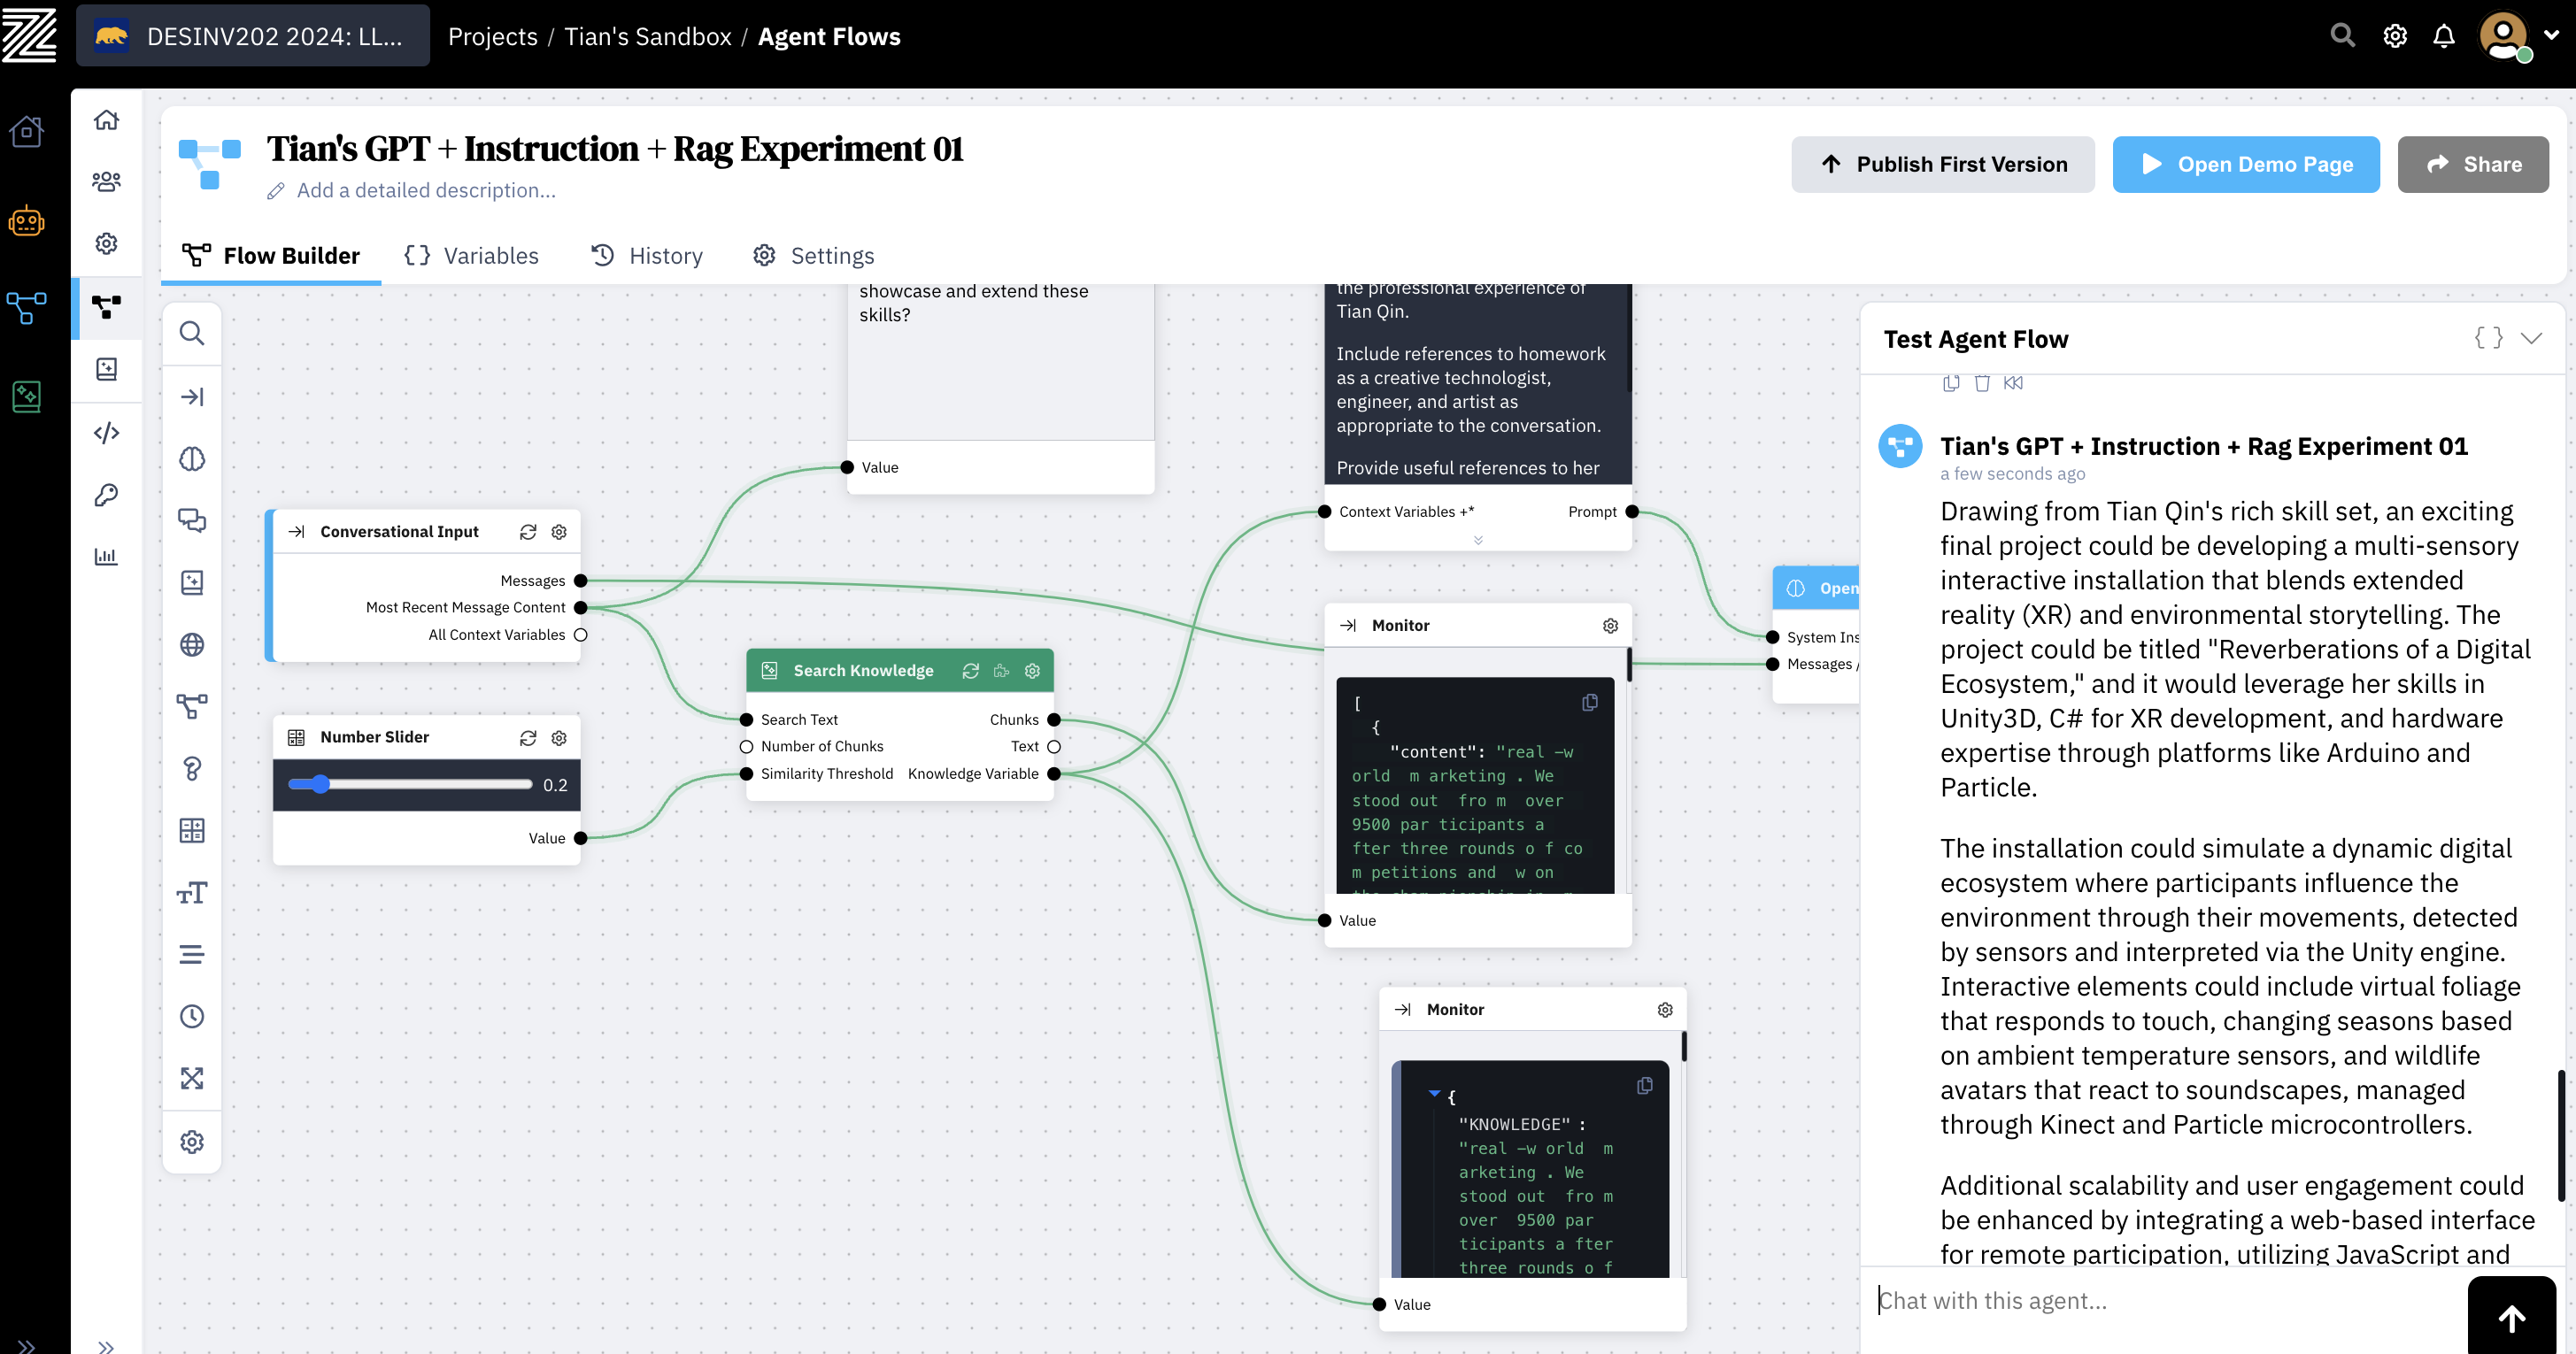 DESINV202 2024: LL...
Projects / Tian's Sandbox / Agent Flows
Tian's GPT + Instruction + Rag Experiment 01
Add a detailed description...
Publish First Version
Open Demo Page
Share
Flow Builder
Variables
History
Settings
showcase and extend these
skills?
Value
Conversational Input
Messages
Most Recent Message Content
All Context Variables
Number Slider
0.2
Value
Search Knowledge
Search Text
Chunks
Number of Chunks
Text
Similarity Threshold
Knowledge Variable
the professional experience of
Tian Qin.
Include references to homework
as a creative technologist,
engineer, and artist as
appropriate to the conversation.
Provide useful references to her
Context Variables +*
Prompt
Monitor
[
{
"content": "real -w
orld  m arketing . We
stood out  fro m  over
9500 par ticipants a
fter three rounds o f co
m petitions and  w on
Value
Monitor
{
"KNOWLEDGE" :
"real -w orld  m
arketing . We
stood out  fro m
over  9500 par
ticipants a fter
three rounds o f
Value
Open
System Ins
Messages /
Test Agent Flow
{ }
Tian's GPT + Instruction + Rag Experiment 01
a few seconds ago
Drawing from Tian Qin's rich skill set, an exciting
final project could be developing a multi-sensory
interactive installation that blends extended
reality (XR) and environmental storytelling. The
project could be titled "Reverberations of a Digital
Ecosystem," and it would leverage her skills in
Unity3D, C# for XR development, and hardware
expertise through platforms like Arduino and
Particle.
The installation could simulate a dynamic digital
ecosystem where participants influence the
environment through their movements, detected
by sensors and interpreted via the Unity engine.
Interactive elements could include virtual foliage
that responds to touch, changing seasons based
on ambient temperature sensors, and wildlife
avatars that react to soundscapes, managed
through Kinect and Particle microcontrollers.
Additional scalability and user engagement could
be enhanced by integrating a web-based interface
for remote participation, utilizing JavaScript and
Chat with this agent...